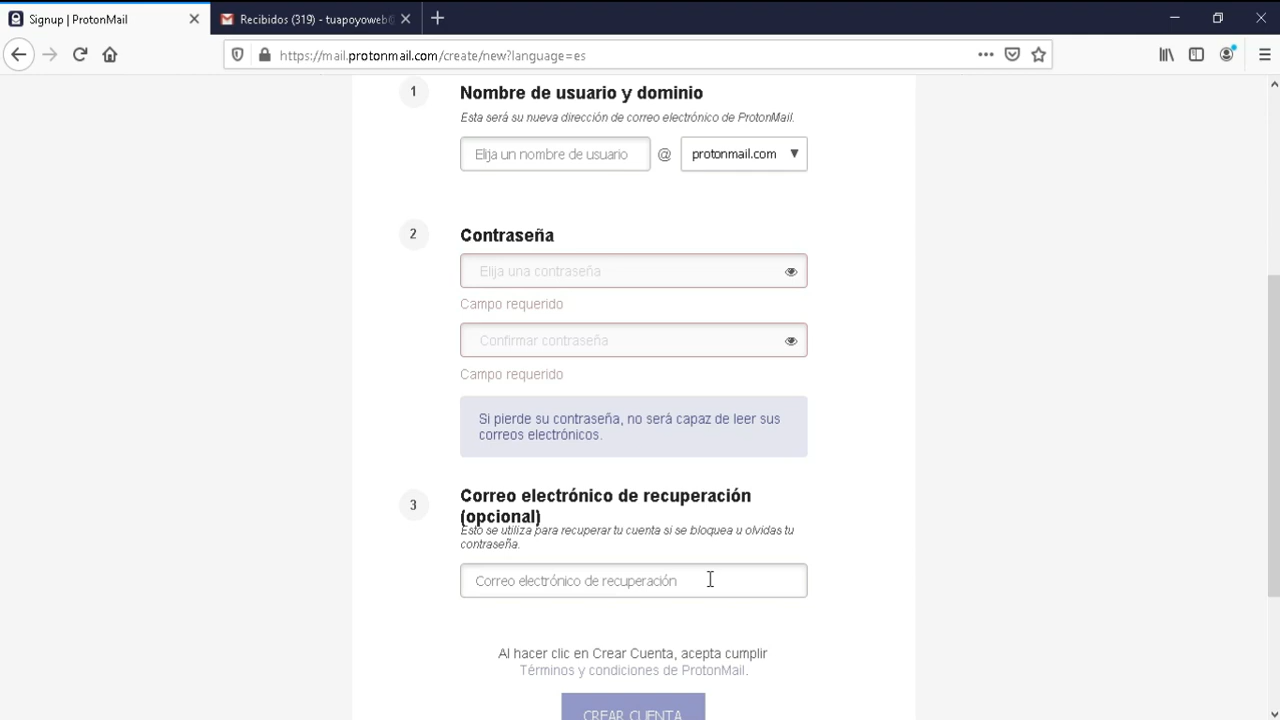 Signup | ProtonMail
Recibidos (319) - tuapoyoweb
https://mail.protonmail.com/create/new?language=es
1
Nombre de usuario y dominio
Esta será su nueva dirección de correo electrónico de ProtonMail.
Elija un nombre de usuario @ protonmail.com
2
Contraseña
Elija una contraseña
Campo requerido
Confirmar contraseña
Campo requerido
Si pierde su contraseña, no será capaz de leer sus
correos electrónicos.
3
Correo electrónico de recuperación
(opcional)
Esto se utiliza para recuperar tu cuenta si se bloquea u olvidas tu
contraseña.
Correo electrónico de recuperación
Al hacer clic en Crear Cuenta, acepta cumplir
Términos y condiciones de ProtonMail.
CREAR CUENTA